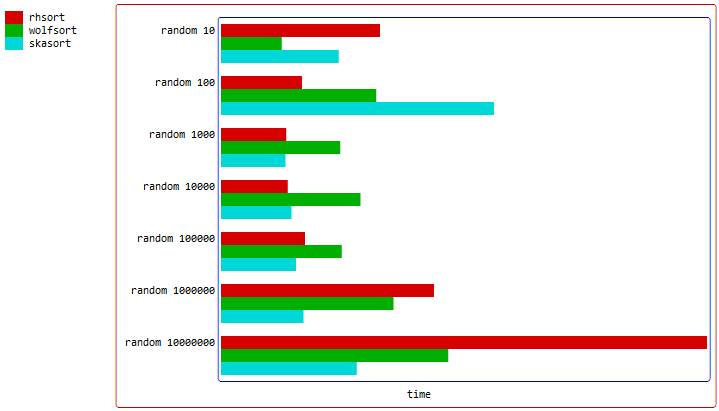 rhsort
wolfsort
skasort
random 10
random 100
random 1000
random 10000
random 100000
random 1000000
random 10000000
time